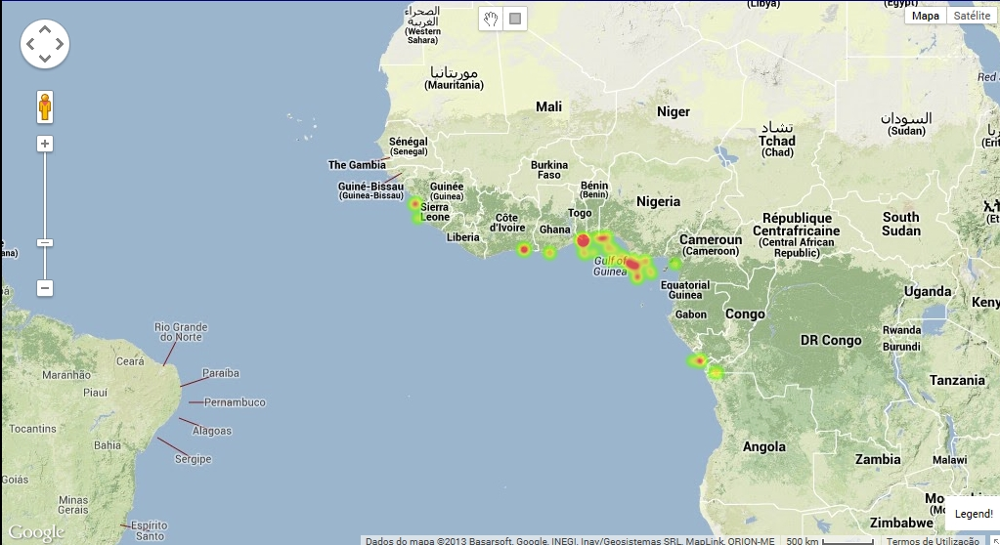 الصحراء
الغربية
(Western
Sahara)
(Libya)
(Egypt)
Mapa
Satélite
موريتانيا
(Mauritania)
Red
Mali
Niger
تشاد
Tchad
(Chad)
السودان
(Sudan)
(Erit
Sénégal
(Senegal)
The Gambia
Burkina
Faso
Guiné-Bissau
(Guinea-Bissau)
Guinée
(Guinea)
Bénin
(Benin)
Nigeria
Sierra
Leone
Togo
Côte
d'Ivoire
Ghana
Liberia
République
Centrafricaine
(Central African
Republic)
South
Sudan
Cameroun
(Cameroon)
ana)
Gulf of
Guinea
Equatorial
Guinea
Uganda
Keny
Gabon
Congo
DR Congo
Rwanda
Burundi
Rio Grande
do Norte
Ceará
Maranhão
Paraíba
Piauí
Pernambuco
Tanzania
Tocantins
Alagoas
Bahia
Sergipe
Angola
Zambia
Malawi
Goiás
Minas
Gerais
Mo
(Mo
Legend!
Zimbabwe
Espírito
Santo
Google
Dados do mapa ©2013 Basarsoft, Google, INEGI, Inav/Geosistemas SRL, MapLink, ORION-ME
500 km
Termos de Utilização